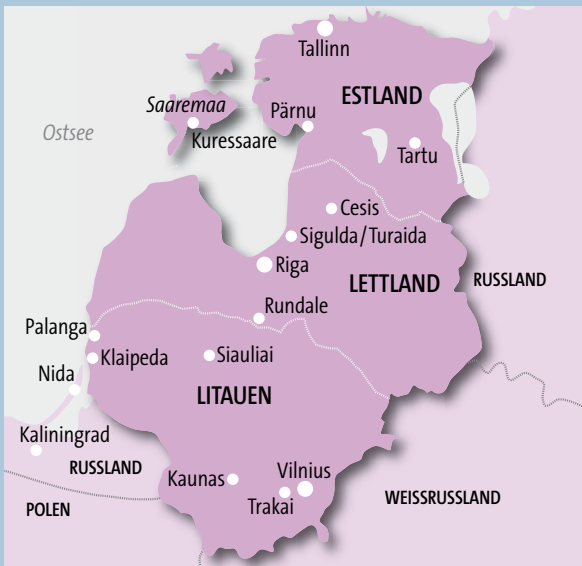 Tallinn
ESTLAND
Saaremaa
Pärnu
Ostsee
Kuressaare
Tartu
Cesis
Sigulda/Turaida
Riga
LETTLAND
RUSSLAND
Rundale
Palanga
Klaipeda
Siauliai
Nida
LITAUEN
Kaliningrad
RUSSLAND
Kaunas
Vilnius
Trakai
WEISSRUSSLAND
POLEN